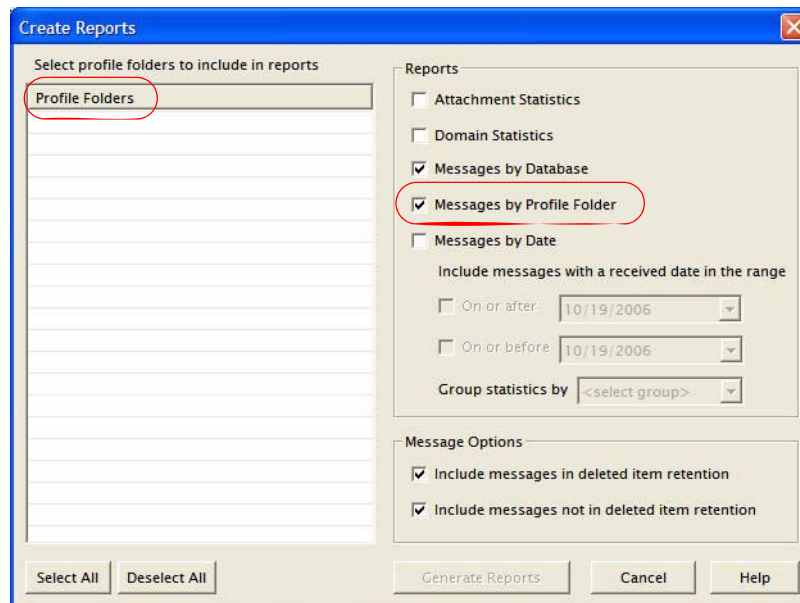 Create Reports
Select profile folders to include in reports
Profile Folders
Reports
Attachment Statistics
Domain Statistics
Messages by Database
Messages by Profile Folder
Messages by Date
Include messages with a received date in the range
On or after 10/19/2006
On or before 10/19/2006
Group statistics by <select group>
Message Options
Include messages in deleted item retention
Include messages not in deleted item retention
Select All Deselect All Generate Reports Cancel Help